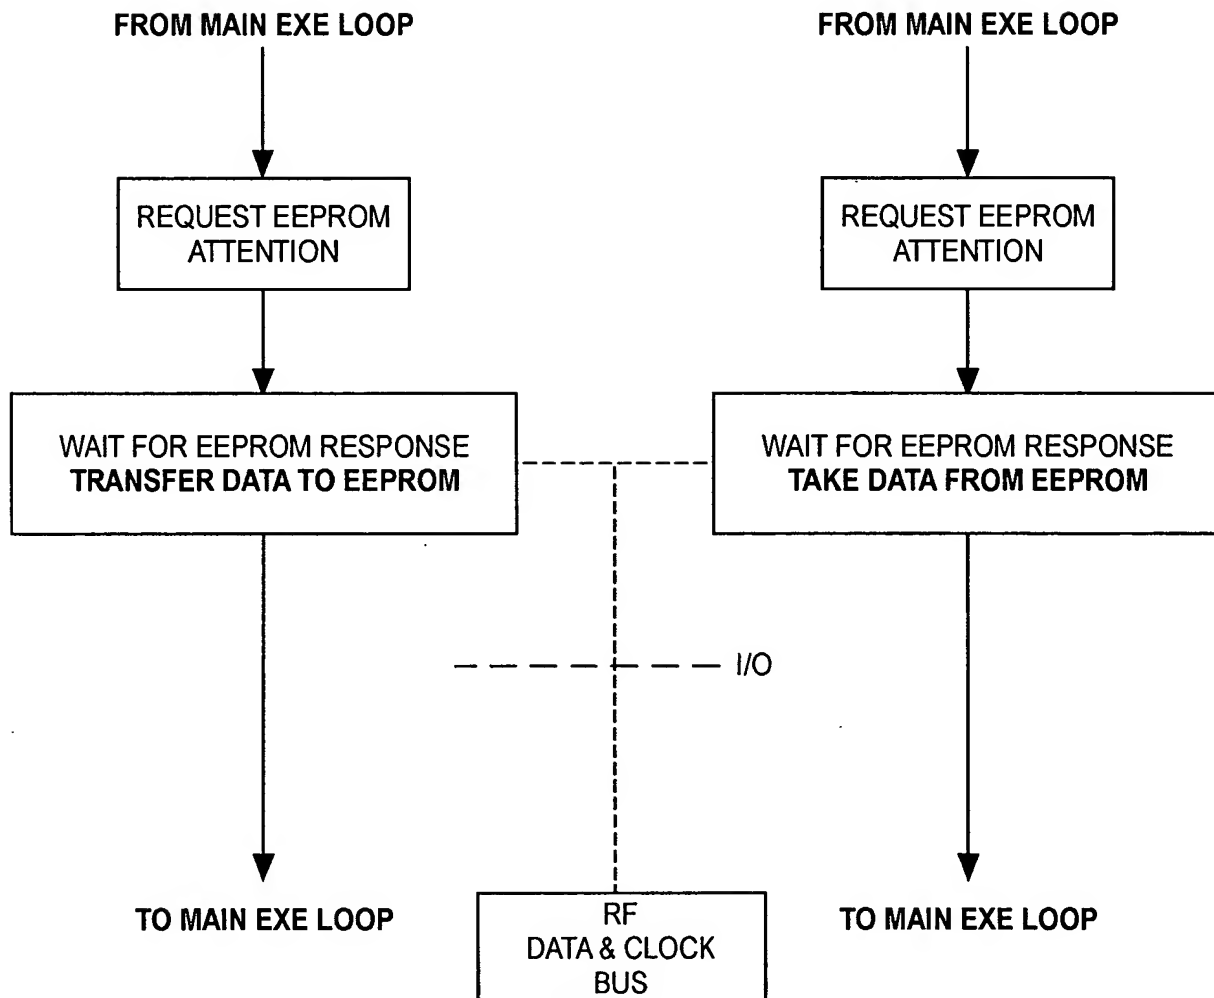 FROM MAIN EXE LOOP
REQUEST EEPROM
ATTENTION
WAIT FOR EEPROM RESPONSE
TRANSFER DATA TO EEPROM
TO MAIN EXE LOOP
FROM MAIN EXE LOOP
REQUEST EEPROM
ATTENTION
WAIT FOR EEPROM RESPONSE
TAKE DATA FROM EEPROM
TO MAIN EXE LOOP
I/O
RF
DATA & CLOCK
BUS